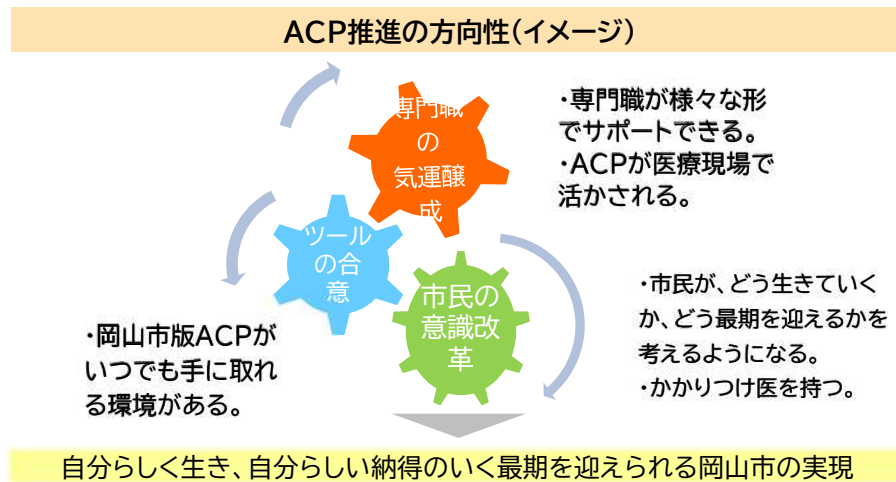 ACP推進の方向性(イメージ)
専門職
の
気運醸
成
・専門職が様々な形
でサポートできる。
・ACPが医療現場で
活かされる。
ツール
の合
意
・岡山市版ACPが
いつでも手に取れ
る環境がある。
市民の
意識改
革
・市民が、どう生きていく
か、どう最期を迎えるかを
考えるようになる。
・かかりつけ医を持つ。
自分らしく生き、自分らしい納得のいく最期を迎えられる岡山市の実現